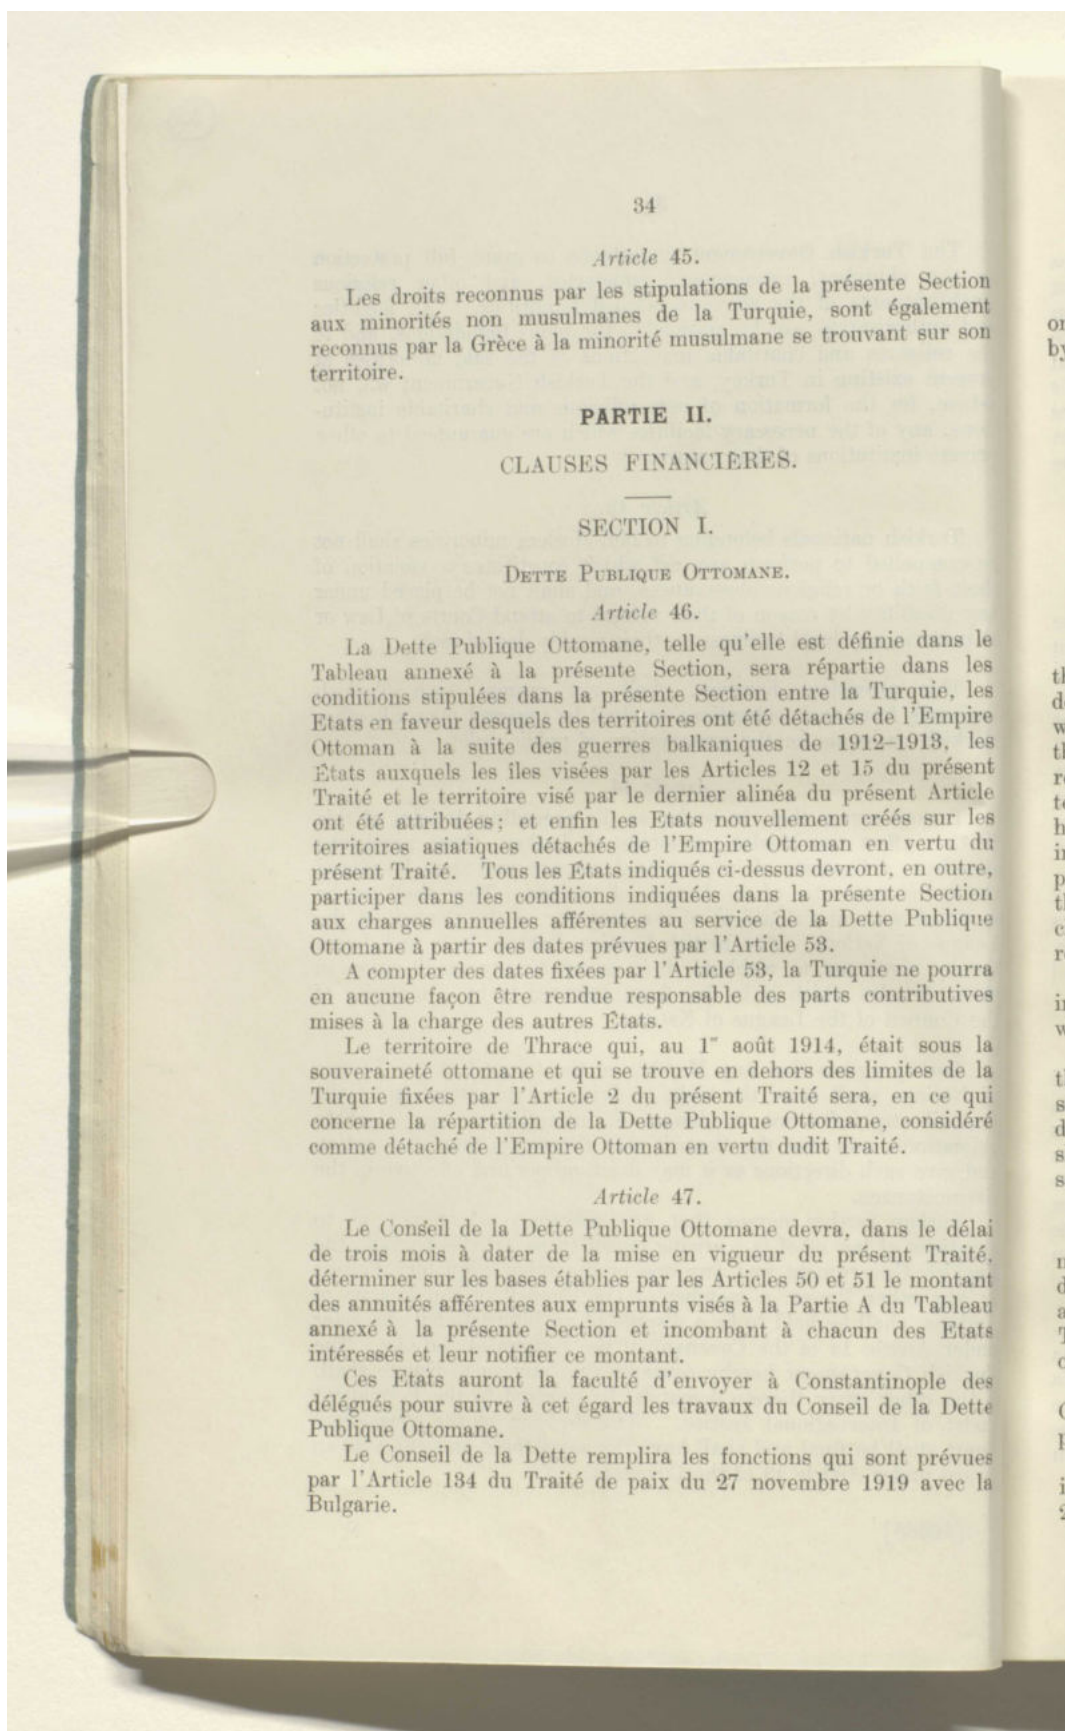 34
Article 45.
Les droits reconnus par les stipulations de la présente Section
aux minorités non musulmanes de la Turquie, sont également
reconnus par la Grèce à la minorité musulmane se trouvant sur son
territoire.
PARTIE II.
CLAUSES FINANCIÈRES.
SECTION I.
DETTE PUBLIQUE OTTOMANE.
Article 46.
La Dette Publique Ottomane, telle qu'elle est définie dans le
Tableau annexé à la présente Section, sera répartie dans les
conditions stipulées dans la présente Section entre la Turquie, les
Etats en faveur desquels des territoires ont été détachés de l'Empire
Ottoman à la suite des guerres balkaniques de 1912–1913, les
États auxquels les îles visées par les Articles 12 et 15 du présent
Traité et le territoire visé par le dernier alinéa du présent Article
ont été attribuées; et enfin les Etats nouvellement créés sur les
territoires asiatiques détachés de l'Empire Ottoman en vertu du
présent Traité. Tous les États indiqués ci-dessus devront, en outre,
participer dans les conditions indiquées dans la présente Section
aux charges annuelles afférentes au service de la Dette Publique
Ottomane à partir des dates prévues par l'Article 53.
A compter des dates fixées par l'Article 53, la Turquie ne pourra
en aucune façon être rendue responsable des parts contributives
mises à la charge des autres États.
Le territoire de Thrace qui, au 1er août 1914, était sous la
souveraineté ottomane et qui se trouve en dehors des limites de la
Turquie fixées par l'Article 2 du présent Traité sera, en ce qui
concerne la répartition de la Dette Publique Ottomane, considéré
comme détaché de l'Empire Ottoman en vertu dudit Traité.
Article 47.
Le Conseil de la Dette Publique Ottomane devra, dans le délai
de trois mois à dater de la mise en vigueur du présent Traité,
déterminer sur les bases établies par les Articles 50 et 51 le montant
des annuités afférentes aux emprunts visés à la Partie A du Tableau
annexé à la présente Section et incombant à chacun des Etats
intéressés et leur notifier ce montant.
Ces Etats auront la faculté d'envoyer à Constantinople des
délégués pour suivre à cet égard les travaux du Conseil de la Dette
Publique Ottomane.
Le Conseil de la Dette remplira les fonctions qui sont prévues
par l'Article 134 du Traité de paix du 27 novembre 1919 avec la
Bulgarie.